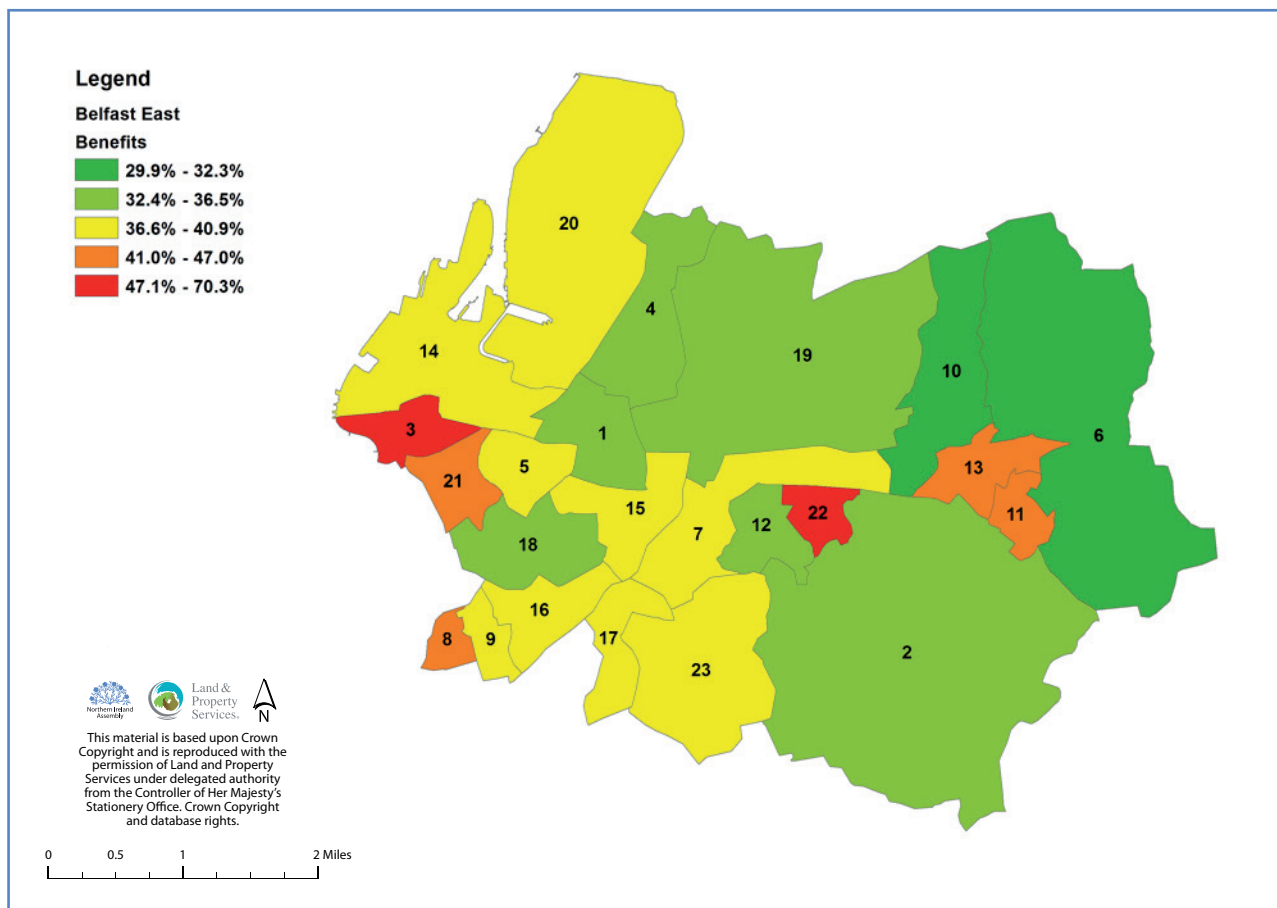 Legend
Belfast East
Benefits
29.9% - 32.3%
32.4% - 36.5%
36.6% - 40.9%
41.0% - 47.0%
47.1% - 70.3%
20
4
19
14
10
3
1
6
5
13
21
15
22
11
12
7
18
16
8
9
17
2
23
Northern Ireland
Assembly
Land &
Property
Services.
N
This material is based upon Crown
Copyright and is reproduced with the
permission of Land and Property
Services under delegated authority
from the Controller of Her Majesty's
Stationery Office. Crown Copyright
and database rights.
0 0.5 1 2 Miles